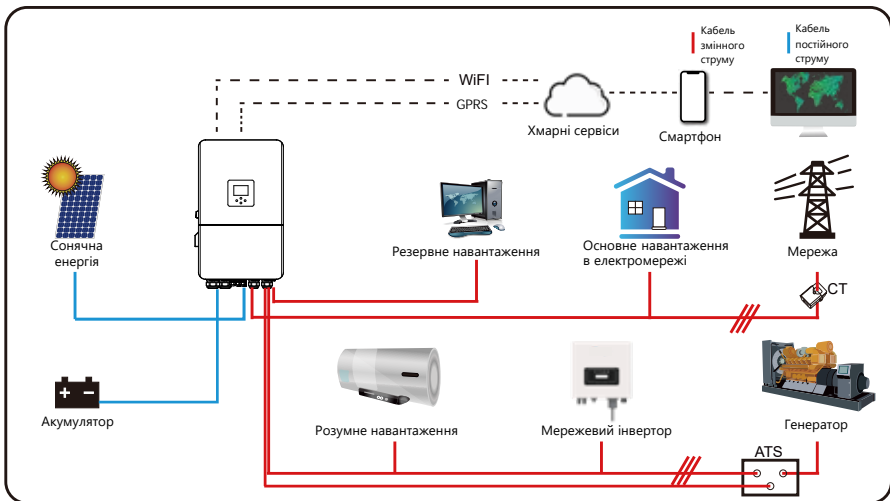 Кабель
змінного
струму
Кабель
постійного
струму
WiFI
GPRS
Хмарні сервіси
Смартфон
Сонячна
енергія
Резервне навантаження
Основне навантаження
в електромережі
Мережа
CT
Акумулятор
Розумне навантаження
Мережевий інвертор
Генератор
ATS